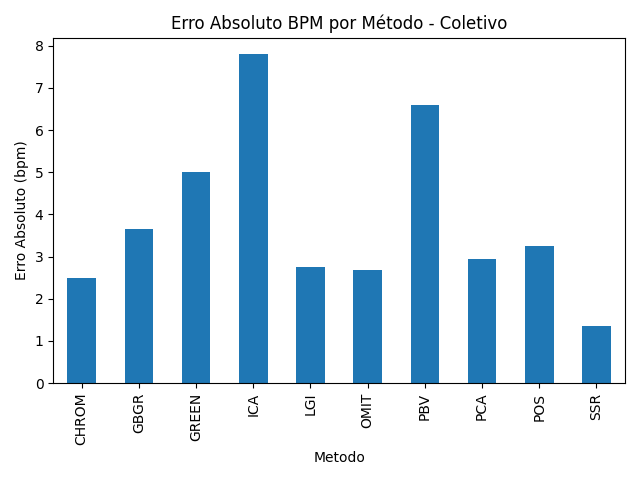 Erro Absoluto BPM por Método - Coletivo
8
7
6
5
4
3
2
1
0
Erro Absoluto (bpm)
CHROM
GBGR
GREEN
ICA
LGI
OMIT
PBV
PCA
POS
SSR
Metodo